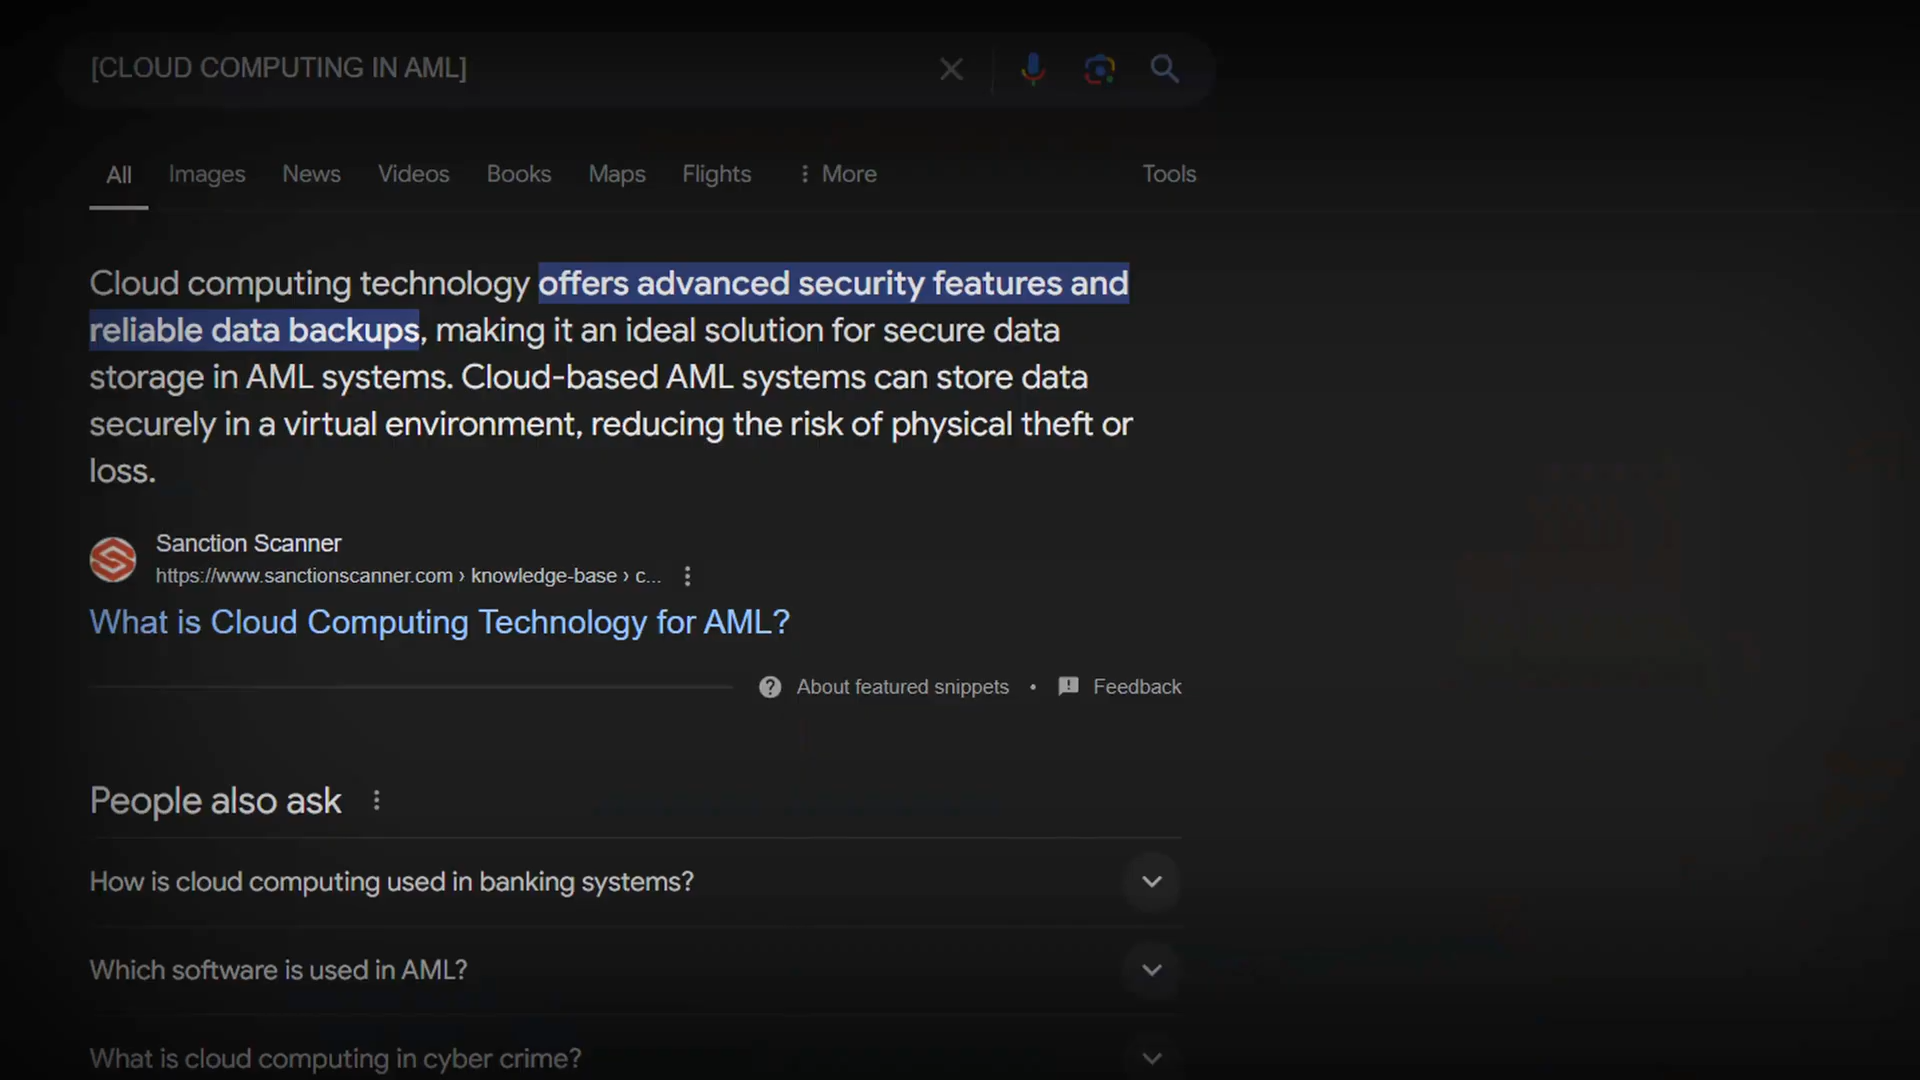 [CLOUD COMPUTING IN AML]
All Images News Videos Books Maps Flights More Tools
Cloud computing technology offers advanced security features and
reliable data backups, making it an ideal solution for secure data
storage in AML systems. Cloud-based AML systems can store data
securely in a virtual environment, reducing the risk of physical theft or
loss.
Sanction Scanner
https://www.sanctionscanner.com › knowledge-base › c...
What is Cloud Computing Technology for AML?
About featured snippets • Feedback
People also ask
How is cloud computing used in banking systems?
Which software is used in AML?
What is cloud computing in cyber crime?